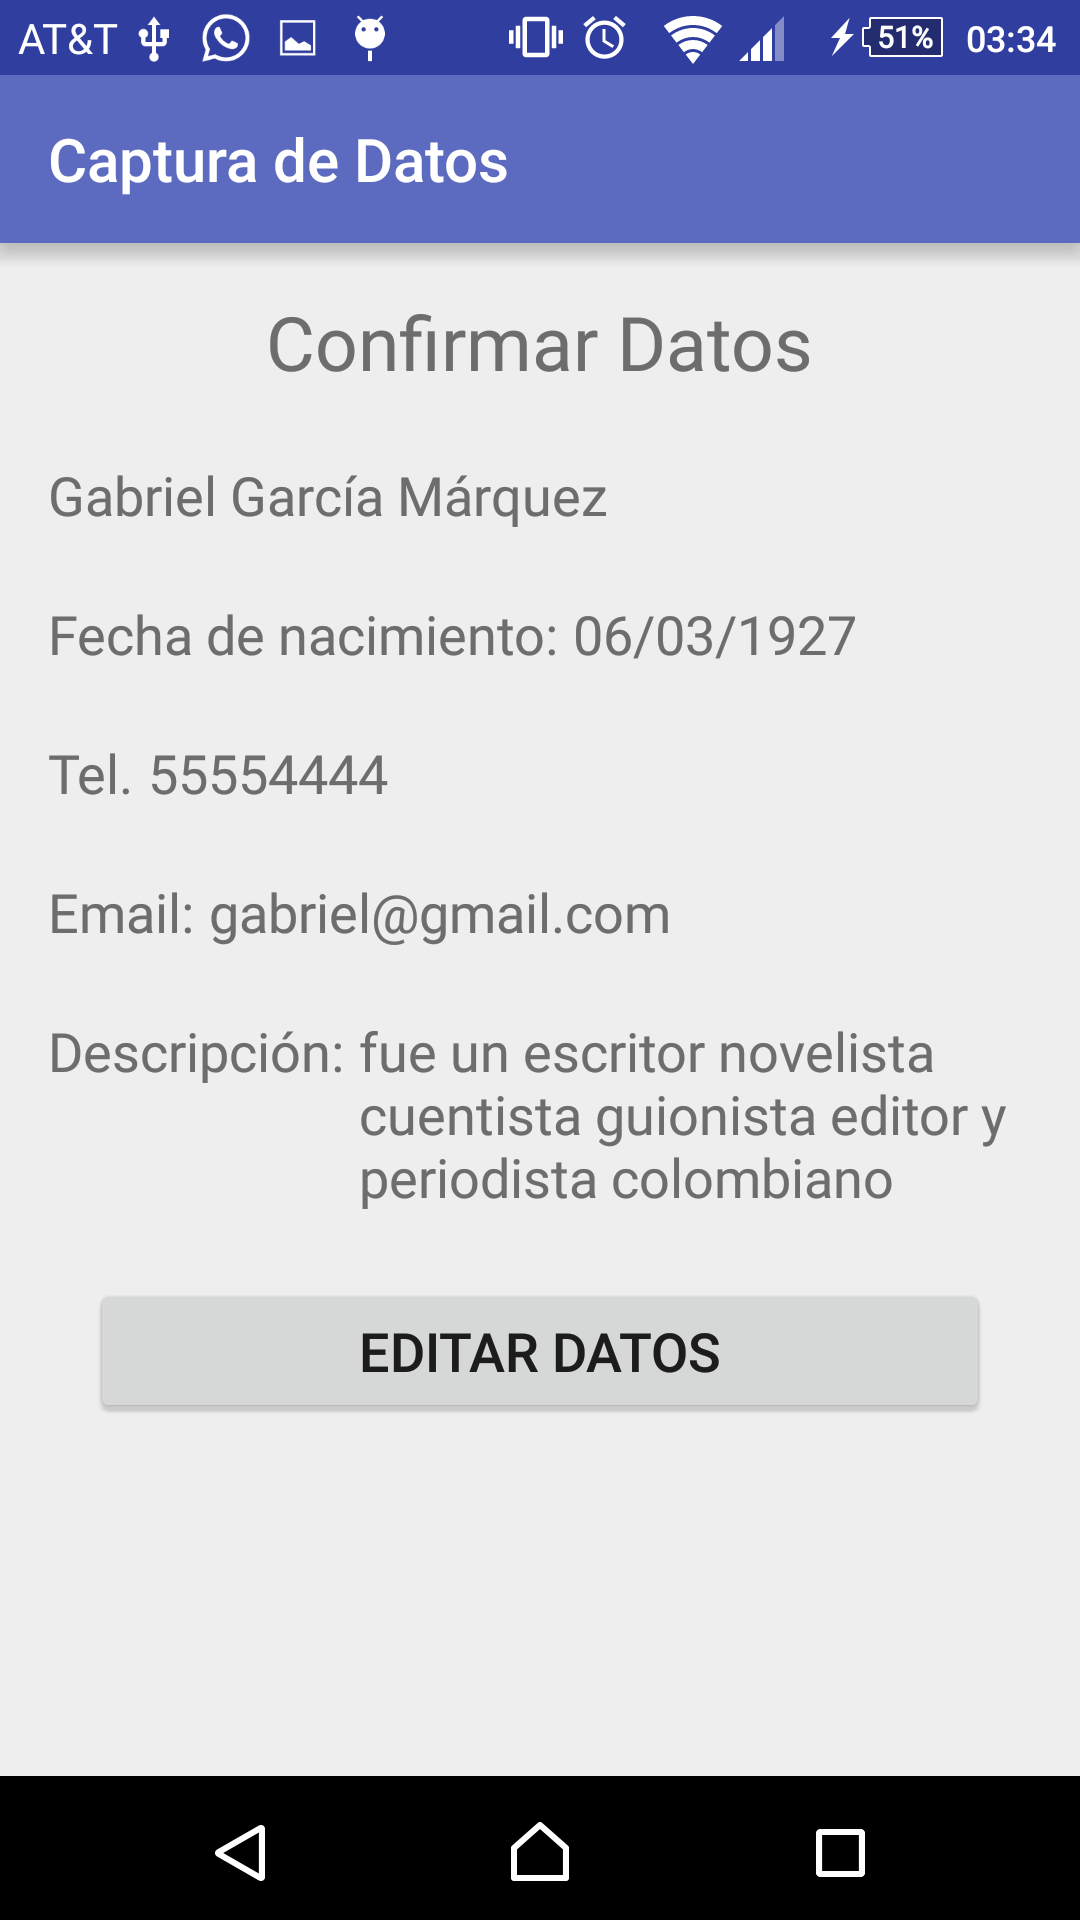 AT&T 51% 03:34
Captura de Datos
Confirmar Datos
Gabriel García Márquez
Fecha de nacimiento: 06/03/1927
Tel. 55554444
Email: gabriel@gmail.com
Descripción: fue un escritor novelista
cuentista guionista editor y
periodista colombiano
EDITAR DATOS